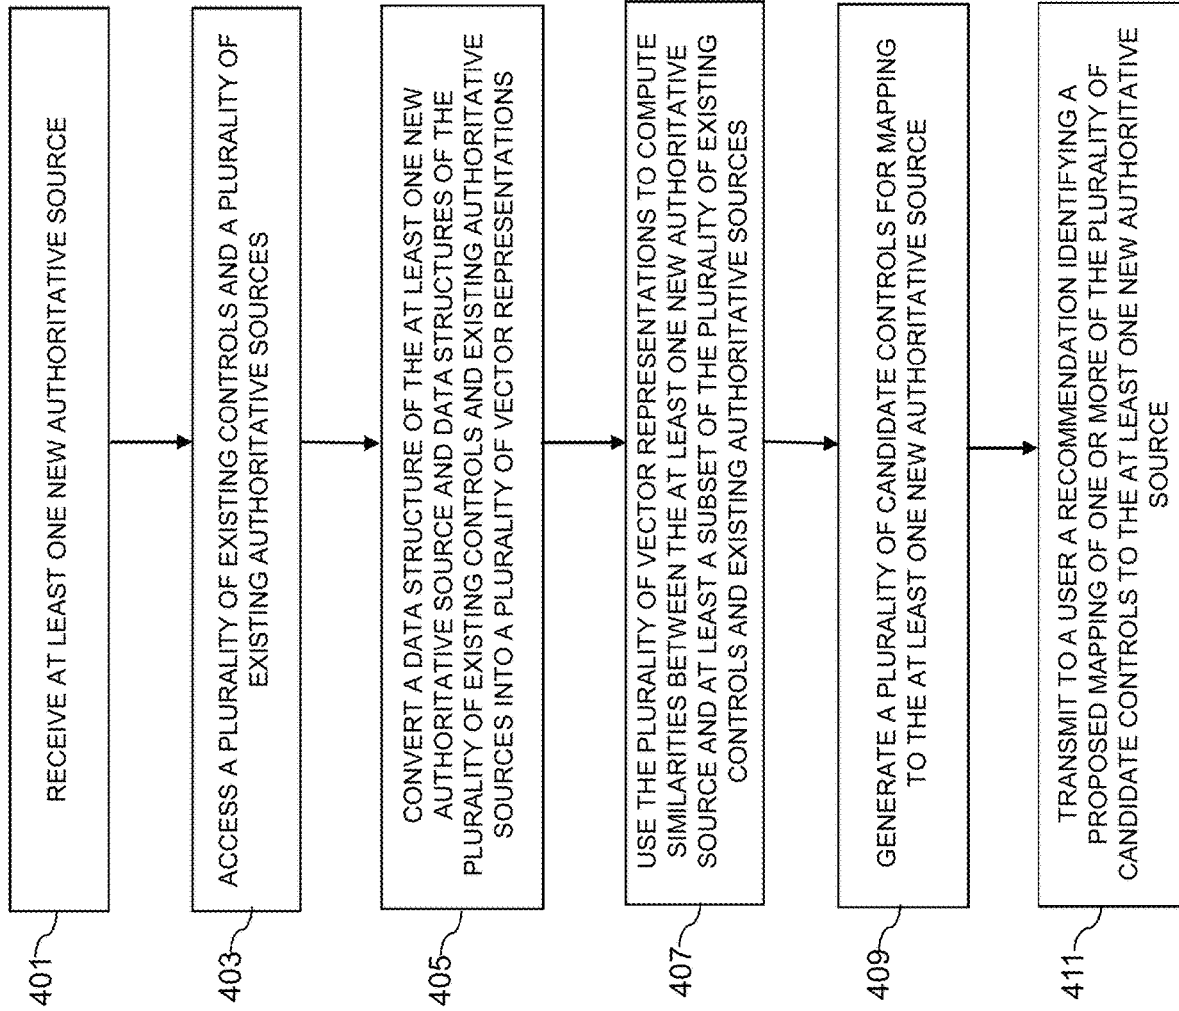 401
RECEIVE AT LEAST ONE NEW AUTHORITATIVE SOURCE
403
ACCESS A PLURALITY OF EXISTING CONTROLS AND A PLURALITY OF
EXISTING AUTHORITATIVE SOURCES
405
CONVERT A DATA STRUCTURE OF THE AT LEAST ONE NEW
AUTHORITATIVE SOURCE AND DATA STRUCTURES OF THE
PLURALITY OF EXISTING CONTROLS AND EXISTING AUTHORITATIVE
SOURCES INTO A PLURALITY OF VECTOR REPRESENTATIONS
407
USE THE PLURALITY OF VECTOR REPRESENTATIONS TO COMPUTE
SIMILARITIES BETWEEN THE AT LEAST ONE NEW AUTHORITATIVE
SOURCE AND AT LEAST A SUBSET OF THE PLURALITY OF EXISTING
CONTROLS AND EXISTING AUTHORITATIVE SOURCES
409
GENERATE A PLURALITY OF CANDIDATE CONTROLS FOR MAPPING
TO THE AT LEAST ONE NEW AUTHORITATIVE SOURCE
411
TRANSMIT TO A USER A RECOMMENDATION IDENTIFYING A
PROPOSED MAPPING OF ONE OR MORE OF THE PLURALITY OF
CANDIDATE CONTROLS TO THE AT LEAST ONE NEW AUTHORITATIVE
SOURCE